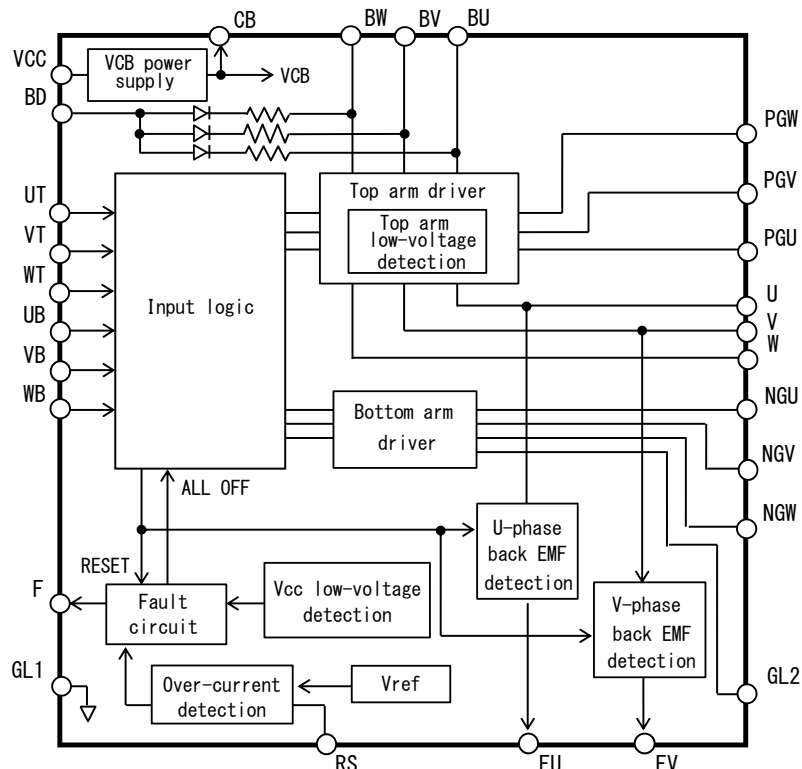 CB
BW
BV
BU
VCC
VCB power
supply
VCB
BD
PGW
UT
Top arm driver
PGV
VT
Top arm
low-voltage
detection
PGU
WT
Input logic
U
UB
V
VB
W
WB
Bottom arm
driver
NGU
NGV
ALL OFF
NGW
U-phase
back EMF
detection
RESET
F
Fault
circuit
Vcc low-voltage
detection
V-phase
back EMF
detection
GL1
Over-current
detection
Vref
GL2
RS
FU
FV